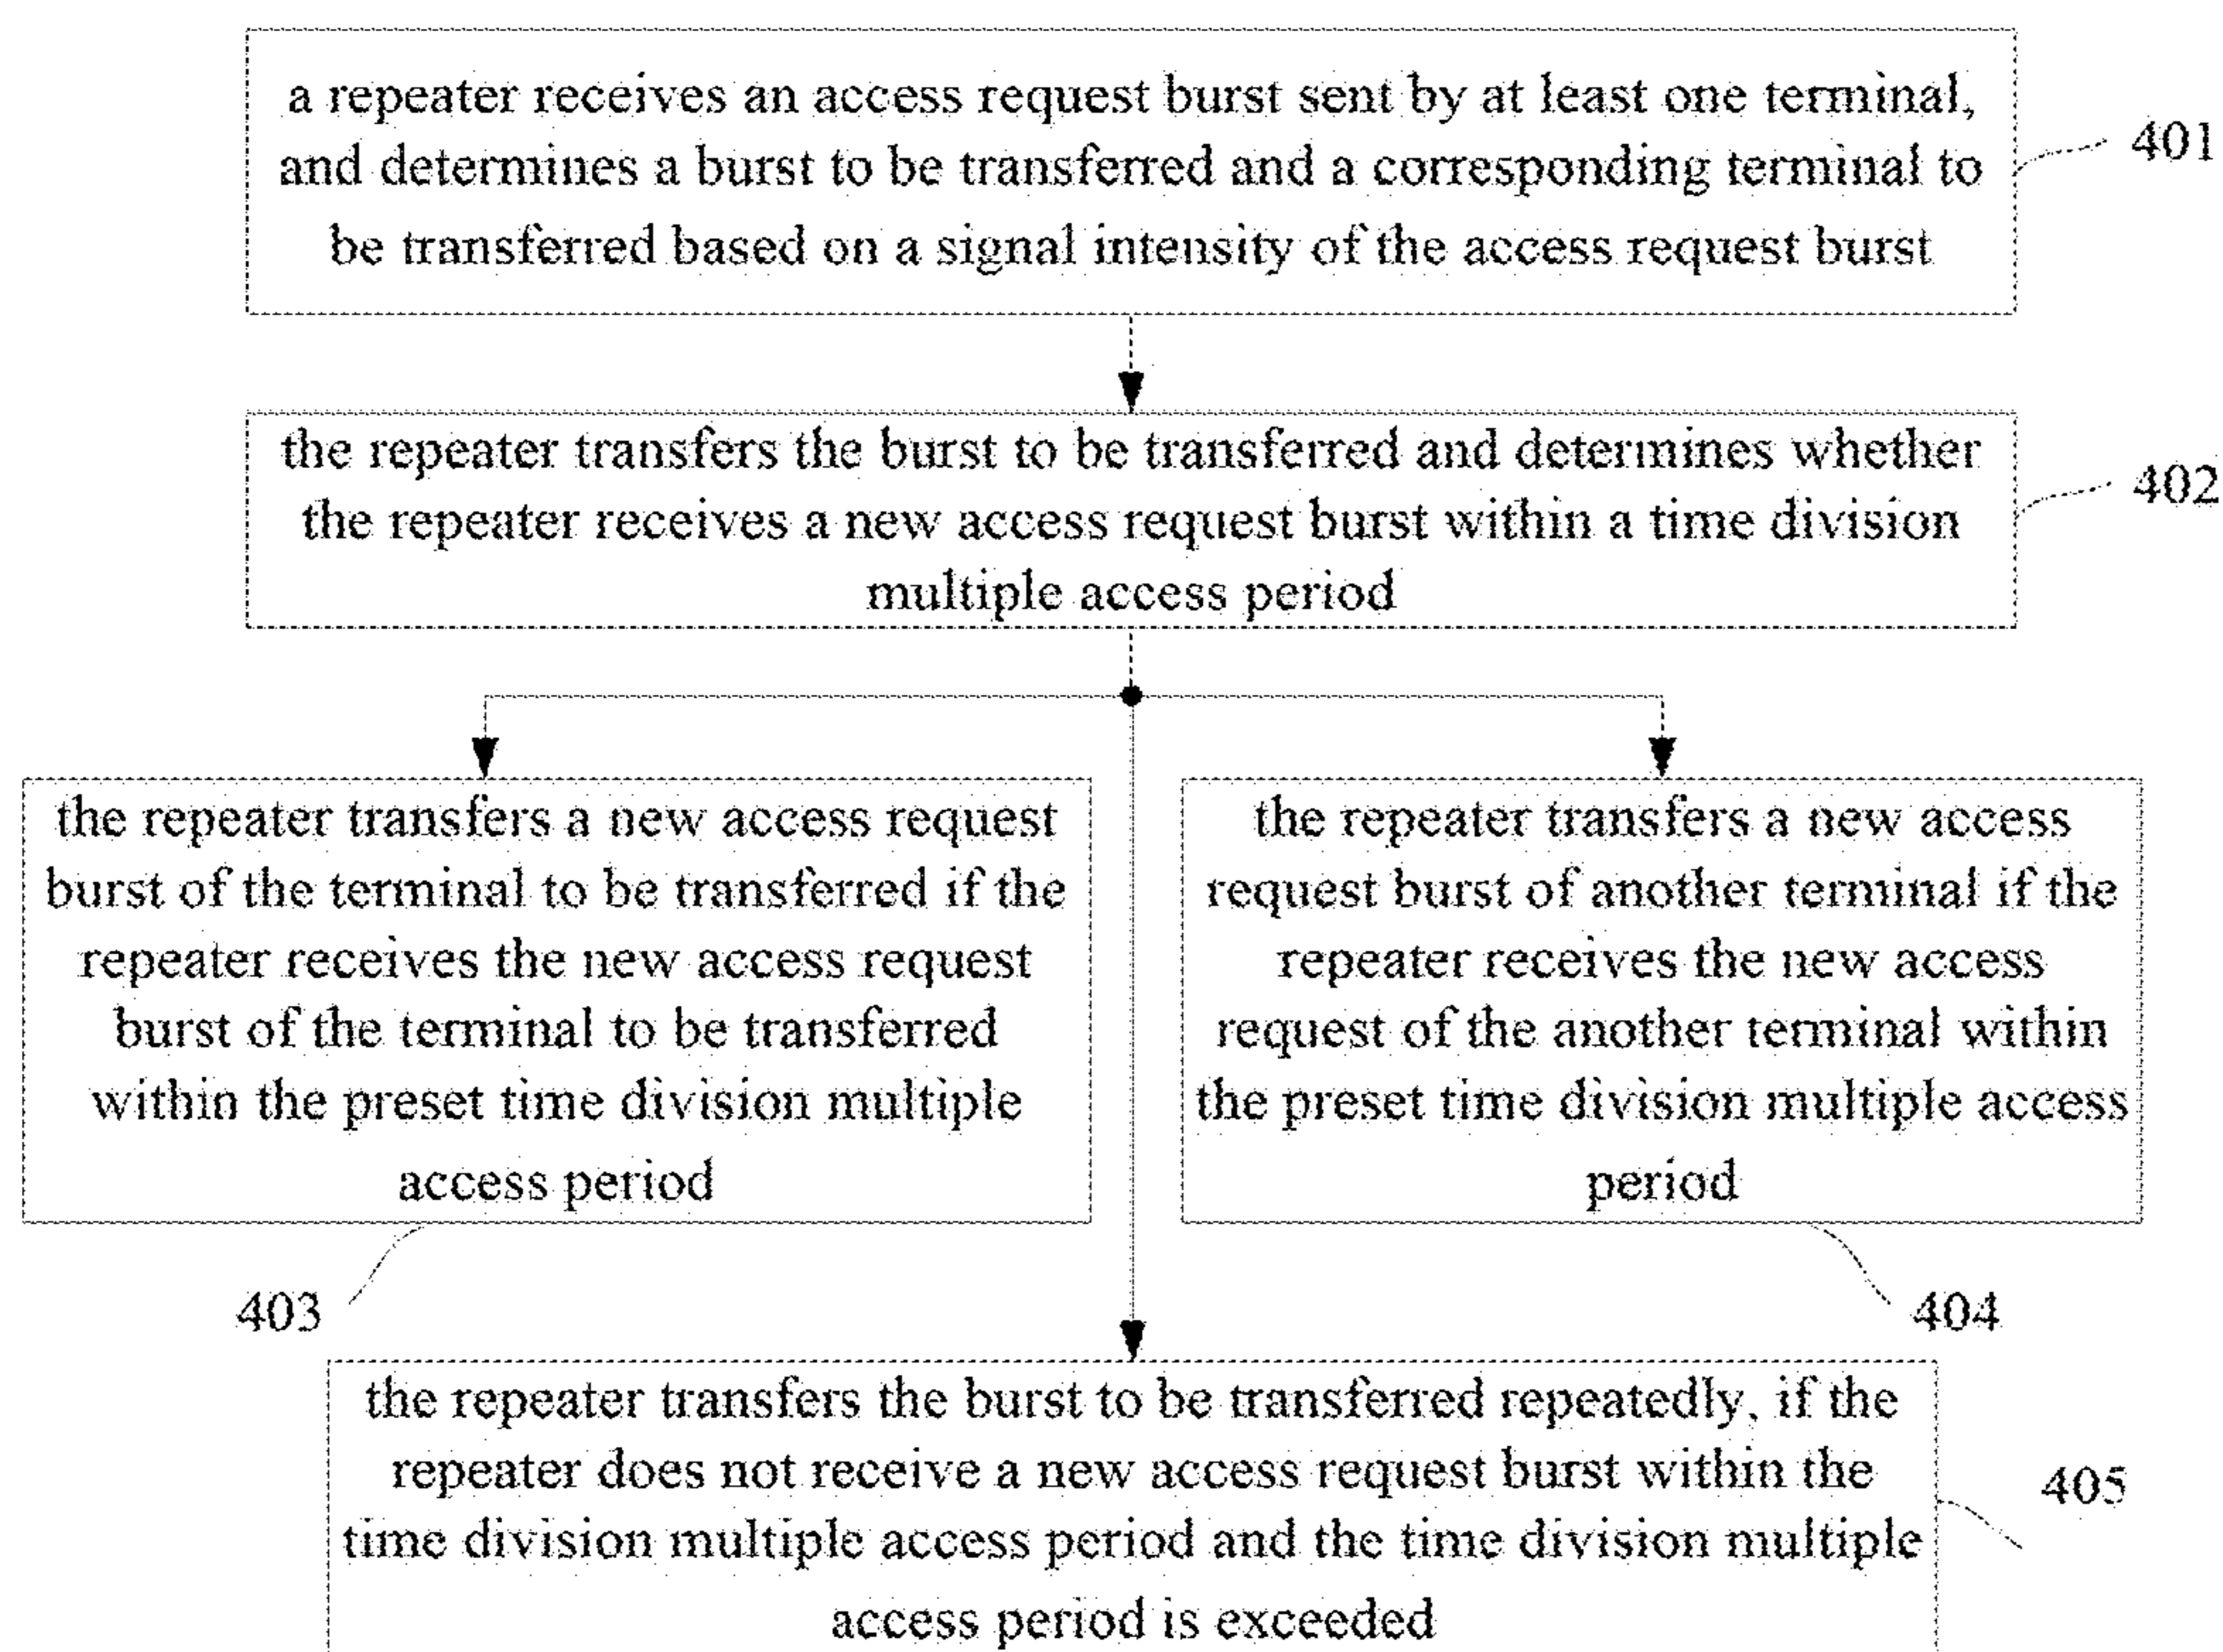 a repeater receives an access request burst sent by at least one terminal,
and determines a burst to be transferred and a corresponding terminal to
be transferred based on a signal intensity of the access request burst
401
the repeater transfers the burst to be transferred and determines whether
the repeater receives a new access request burst within a time division
multiple access period
402
the repeater transfers a new access request
burst of the terminal to be transferred if the
repeater receives the new access request
burst of the terminal to be transferred
within the preset time division multiple
access period
403
the repeater transfers a new access
request burst of another terminal if the
repeater receives the new access
request of the another terminal within
the preset time division multiple access
period
404
the repeater transfers the burst to be transferred repeatedly, if the
repeater does not receive a new access request burst within the
time division multiple access period and the time division multiple
access period is exceeded
405